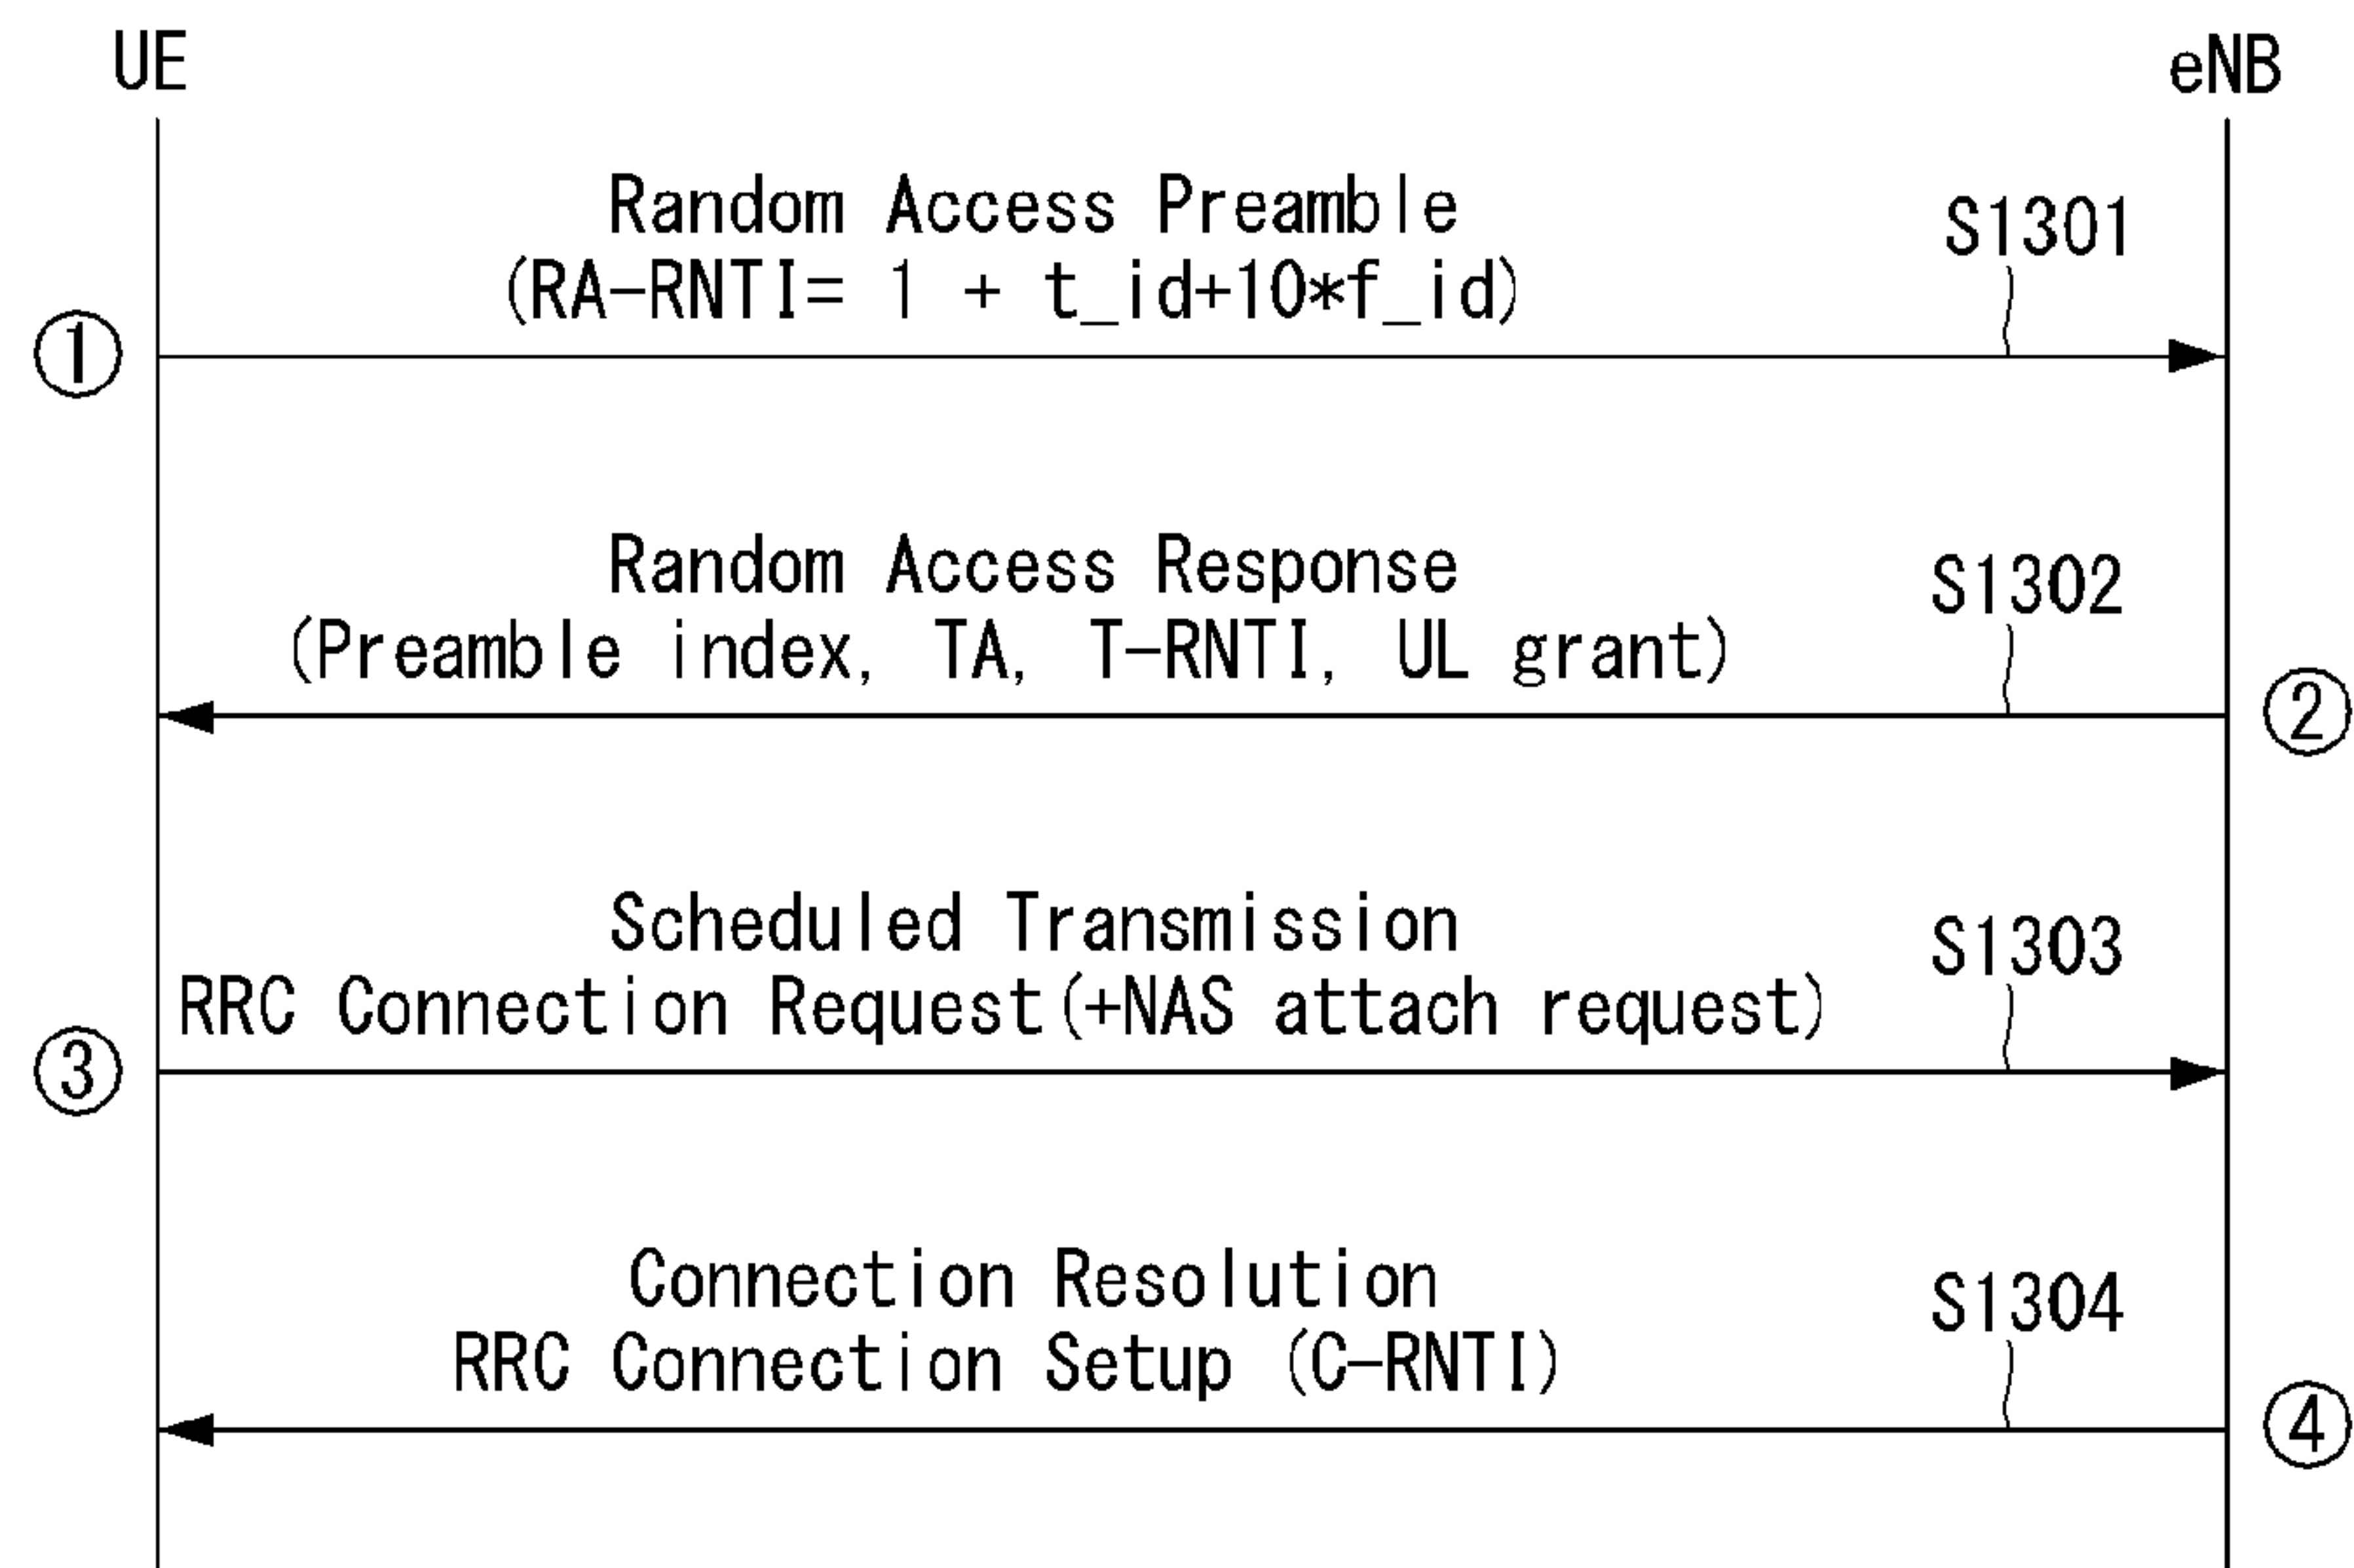 UE
eNB
Random Access Preamble
(RA-RNTI= 1 + t_id+10*f_id)
S1301
①
Random Access Response
(Preamble index, TA, T-RNTI, UL grant)
S1302
②
Scheduled Transmission
RRC Connection Request(+NAS attach request)
S1303
③
Connection Resolution
RRC Connection Setup (C-RNTI)
S1304
④